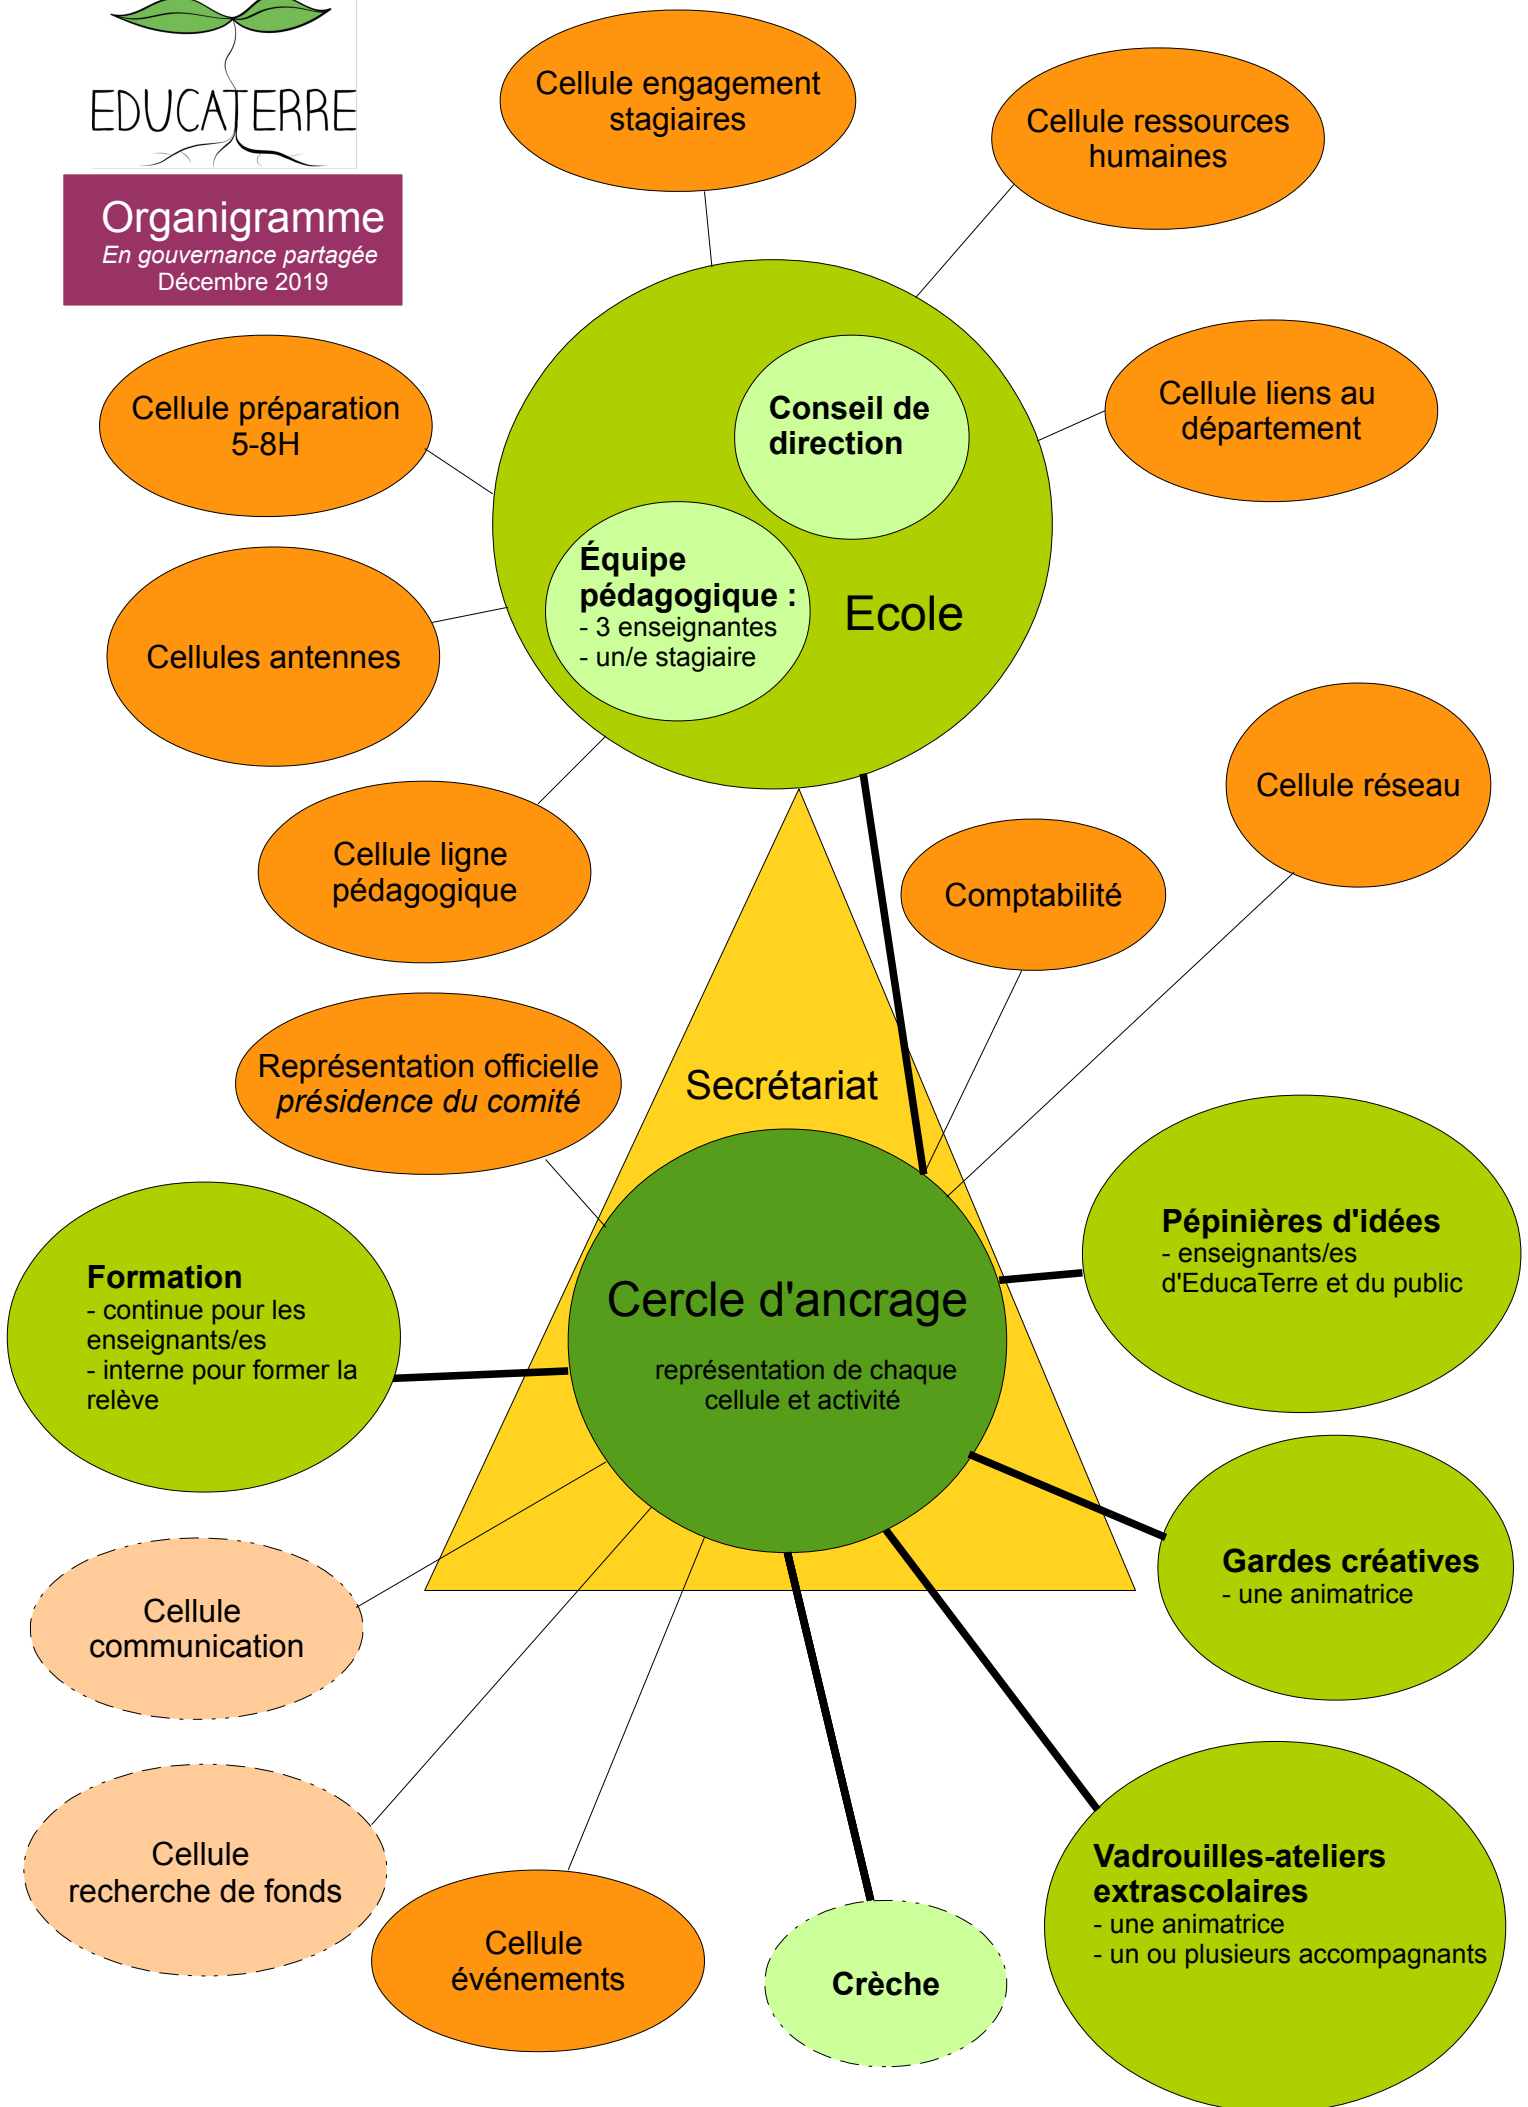 EDUCATERRE
Organigramme
En gouvernance partagée
Décembre 2019
Cellule engagement
stagiaires
Cellule ressources
humaines
Cellule préparation
5-8H
Conseil de
direction
Cellule liens au
département
Équipe
pédagogique :
- 3 enseignantes
- un/e stagiaire
Ecole
Cellules antennes
Cellule réseau
Cellule ligne
pédagogique
Comptabilité
Représentation officielle
présidence du comité
Secrétariat
Pépinières d'idées
- enseignants/es
d'EducaTerre et du public
Formation
- continue pour les
enseignants/es
- interne pour former la
relève
Cercle d'ancrage
représentation de chaque
cellule et activité
Gardes créatives
- une animatrice
Cellule
communication
Cellule
recherche de fonds
Vadrouilles-ateliers
extrascolaires
- une animatrice
- un ou plusieurs accompagnants
Cellule
événements
Crèche